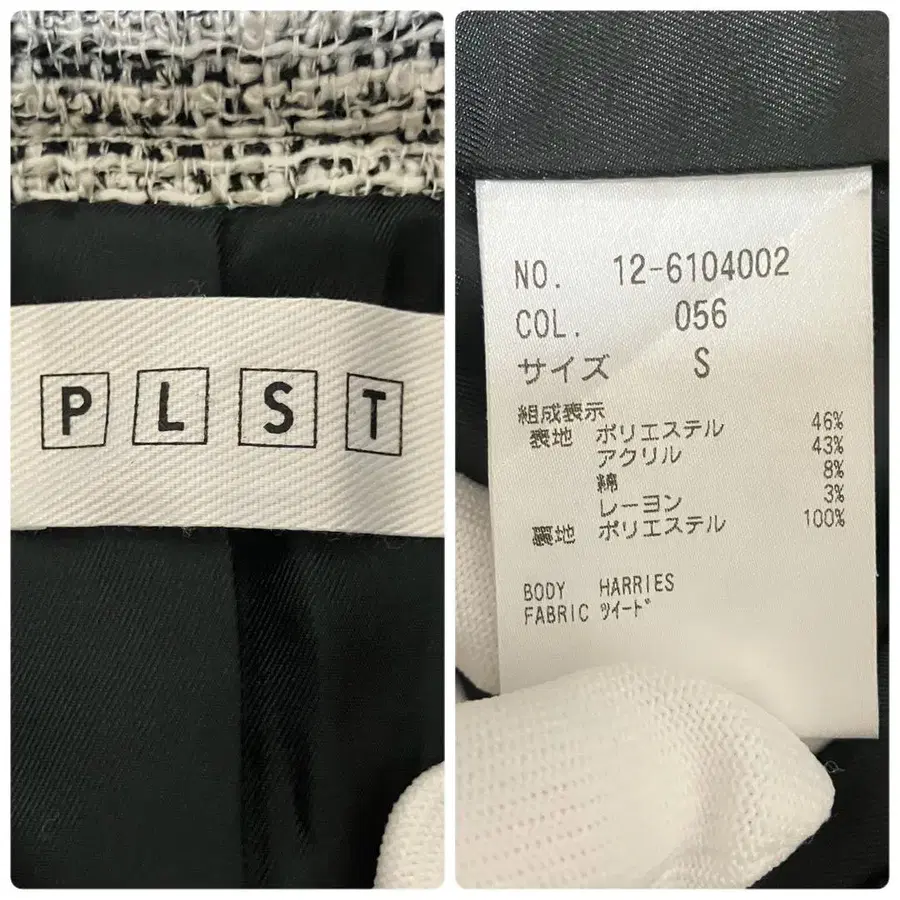 PLST
NO. 12-6104002
COL. 056
サイズ S
組成表示
表地 ポリエステル 46%
アクリル 43%
綿 8%
レーヨン 3%
裏地 ポリエステル 100%
BODY HARRIES
FABRIC ﾂｲｰﾄﾞ